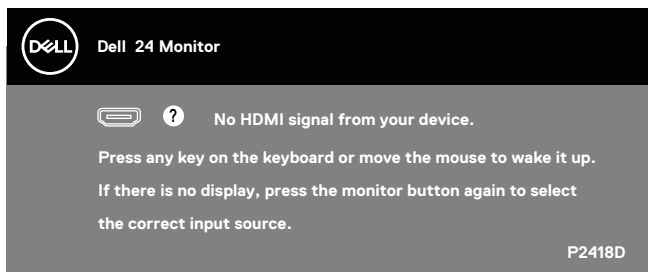 DELL
Dell 24 Monitor
? No HDMI signal from your device.
Press any key on the keyboard or move the mouse to wake it up.
If there is no display, press the monitor button again to select
the correct input source.
P2418D